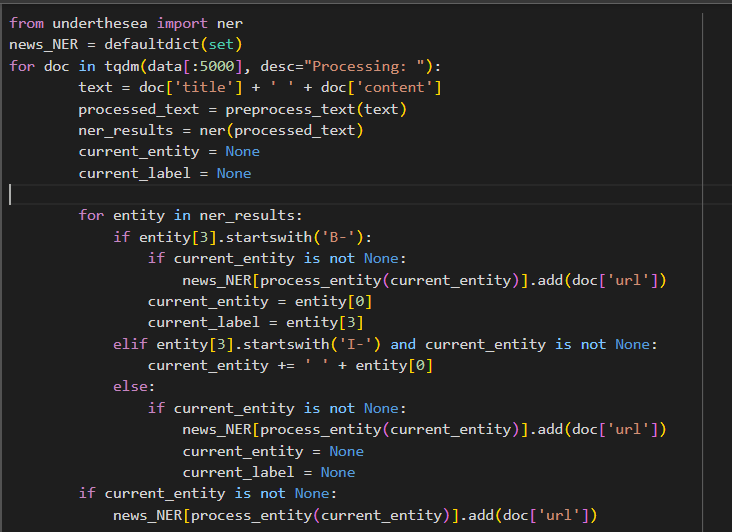 from underthesea import ner
news_NER = defaultdict(set)
for doc in tqdm(data[:5000], desc="Processing: "):
        text = doc['title'] + ' ' + doc['content']
        processed_text = preprocess_text(text)
        ner_results = ner(processed_text)
        current_entity = None
        current_label = None

        for entity in ner_results:
            if entity[3].startswith('B-'):
                if current_entity is not None:
                    news_NER[process_entity(current_entity)].add(doc['url'])
                current_entity = entity[0]
                current_label = entity[3]
            elif entity[3].startswith('I-') and current_entity is not None:
                current_entity += ' ' + entity[0]
            else:
                if current_entity is not None:
                    news_NER[process_entity(current_entity)].add(doc['url'])
                    current_entity = None
                    current_label = None
        if current_entity is not None:
            news_NER[process_entity(current_entity)].add(doc['url'])